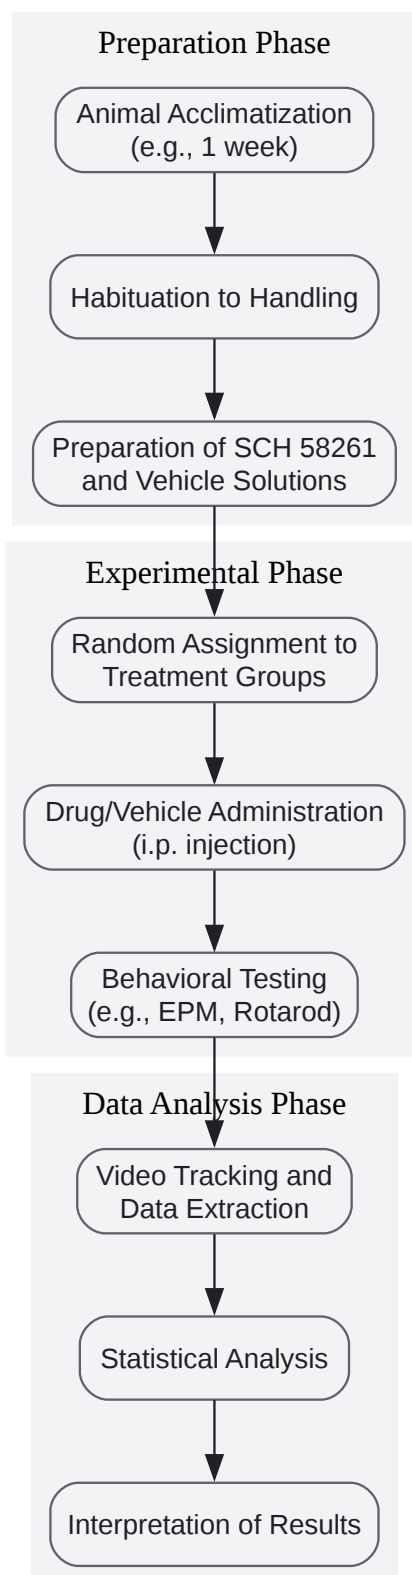 Preparation Phase
Animal Acclimatization
(e.g., 1 week)
Habituation to Handling
Preparation of SCH 58261
and Vehicle Solutions
Experimental Phase
Random Assignment to
Treatment Groups
Drug/Vehicle Administration
(i.p. injection)
Behavioral Testing
(e.g., EPM, Rotarod)
Data Analysis Phase
Video Tracking and
Data Extraction
Statistical Analysis
Interpretation of Results